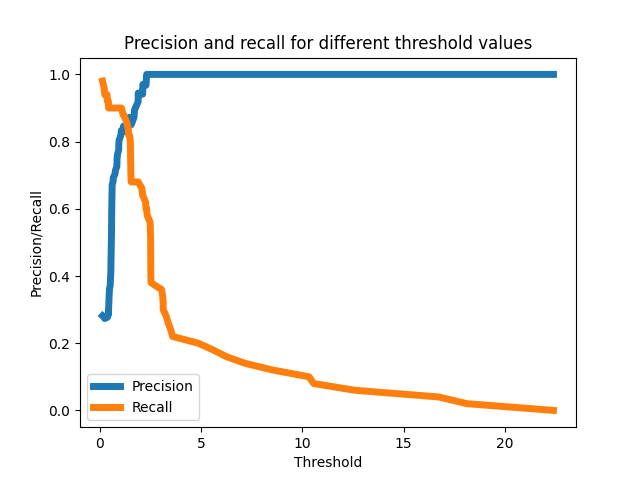 Precision and recall for different threshold values
1.0
0.8
0.6
0.4
0.2
0.0
Precision/Recall
Precision
Recall
0 5 10 15 20
Threshold